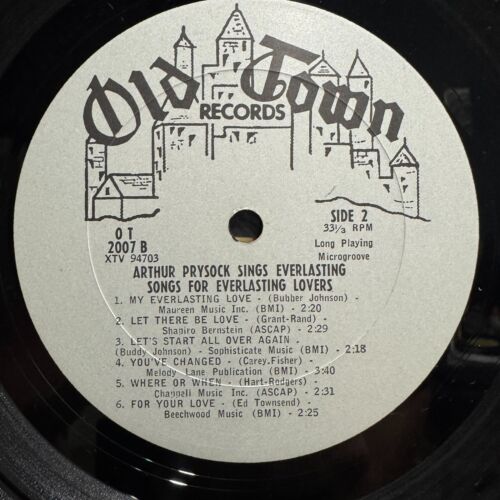 Old Town
RECORDS
O T
2007 B
XTV 94703
SIDE 2
33⅓ RPM
Long Playing
Microgroove
ARTHUR PRYSOCK SINGS EVERLASTING
SONGS FOR EVERLASTING LOVERS
1. MY EVERLASTING LOVE - (Bubber Johnson) -
Maureen Music Inc. (BMI) - 2:20
2. LET THERE BE LOVE - (Grant-Rand) -
Shapiro Bernstein (ASCAP) - 2:29
3. LET'S START ALL OVER AGAIN -
(Buddy Johnson) - Sophisticate Music (BMI) - 2:18
4. YOU'VE CHANGED - (Carey.Fisher) -
Melody Lane Publication (BMI) - 3:40
5. WHERE OR WHEN - (Hart-Rodgers) -
Chappell Music Inc. (ASCAP) - 2:31
6. FOR YOUR LOVE - (Ed Townsend) -
Beechwood Music (BMI) - 2:25